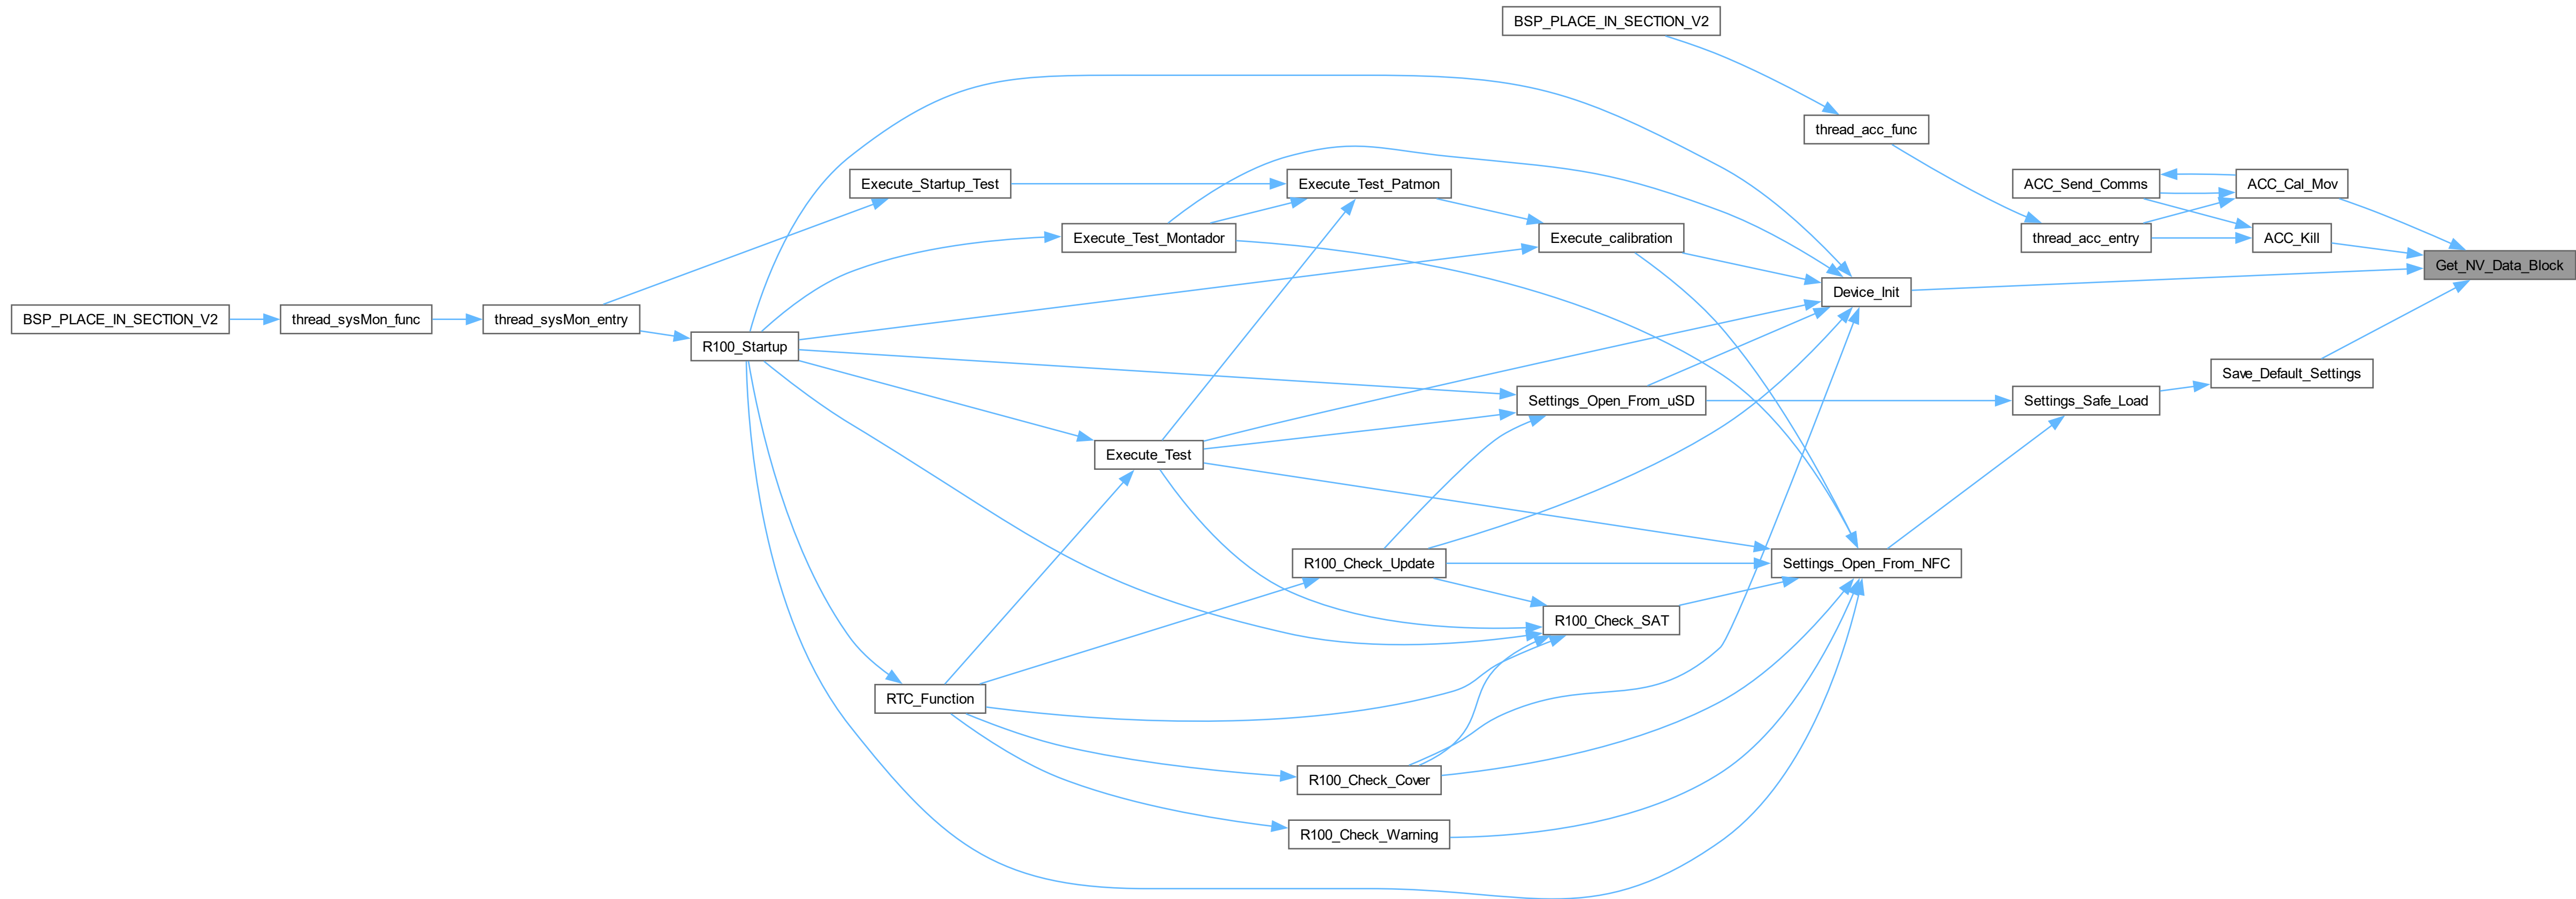 BSP_PLACE_IN_SECTION_V2
thread_acc_func
Execute_Startup_Test
Execute_Test_Patmon
ACC_Send_Comms
ACC_Cal_Mov
Execute_Test_Montador
Execute_calibration
thread_acc_entry
ACC_Kill
Get_NV_Data_Block
Device_Init
BSP_PLACE_IN_SECTION_V2
thread_sysMon_func
thread_sysMon_entry
R100_Startup
Save_Default_Settings
Settings_Open_From_uSD
Settings_Safe_Load
Execute_Test
R100_Check_Update
Settings_Open_From_NFC
R100_Check_SAT
RTC_Function
R100_Check_Cover
R100_Check_Warning